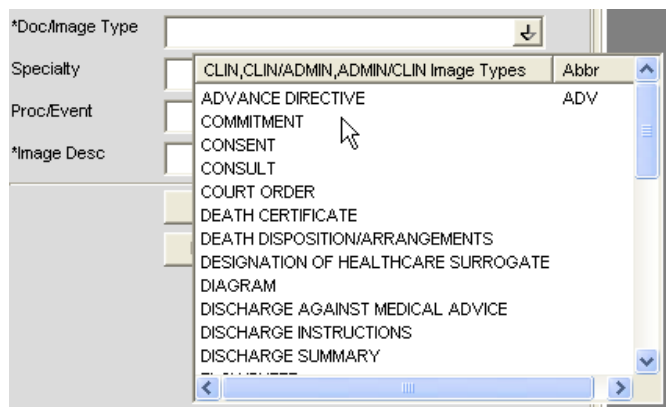 *Doc/Image Type
Specialty
Proc/Event
*Image Desc
CLIN,CLIN/ADMIN,ADMIN/CLIN Image Types Abbr
ADVANCE DIRECTIVE ADV
COMMITMENT
CONSENT
CONSULT
COURT ORDER
DEATH CERTIFICATE
DEATH DISPOSITION/ARRANGEMENTS
DESIGNATION OF HEALTHCARE SURROGATE
DIAGRAM
DISCHARGE AGAINST MEDICAL ADVICE
DISCHARGE INSTRUCTIONS
DISCHARGE SUMMARY